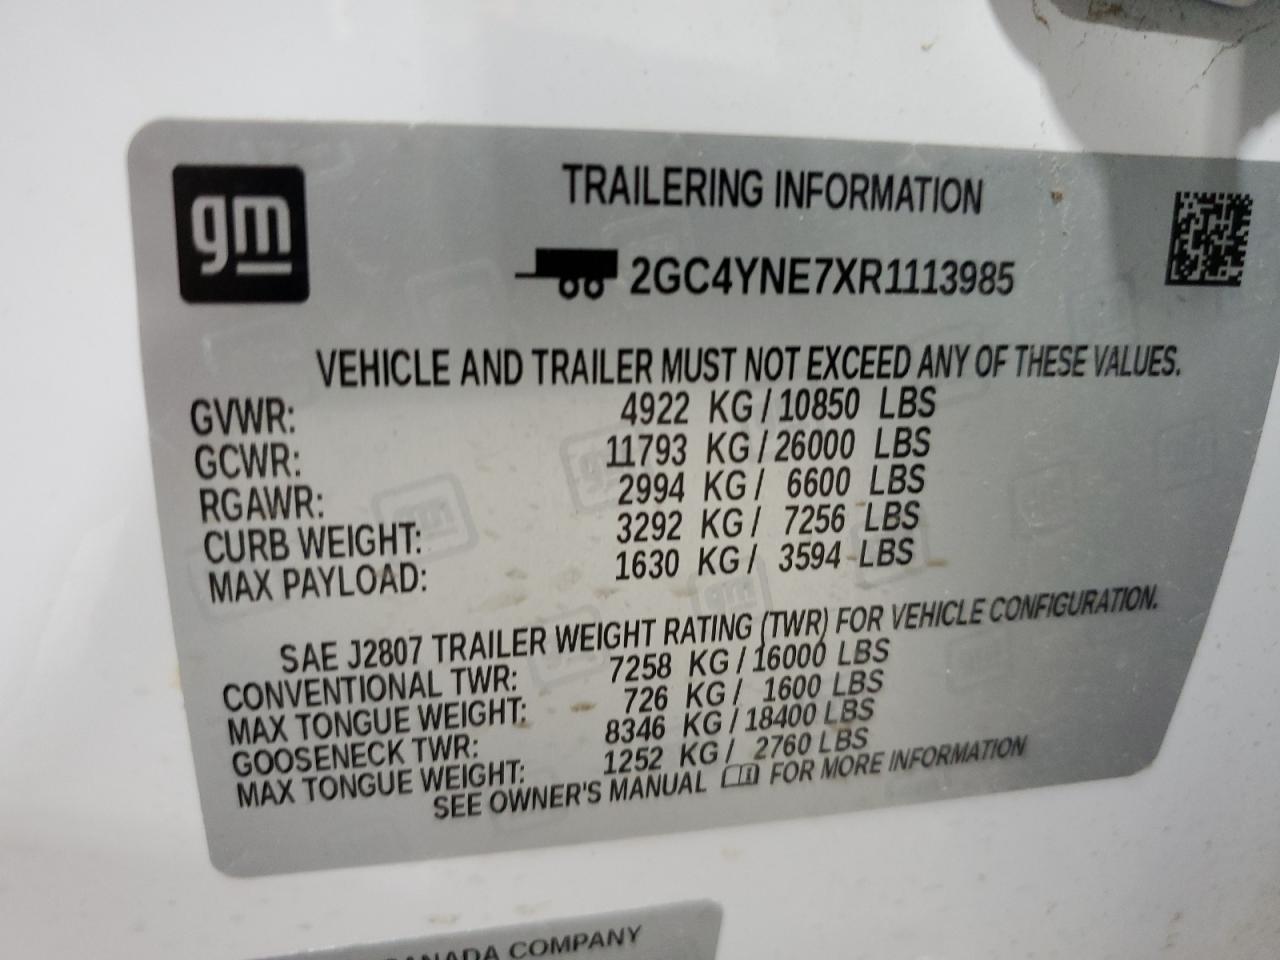 gm
TRAILERING INFORMATION
2GC4YNE7XR1113985
VEHICLE AND TRAILER MUST NOT EXCEED ANY OF THESE VALUES.
GVWR: 4922 KG / 10850 LBS
GCWR: 11793 KG / 26000 LBS
RGAWR: 2994 KG / 6600 LBS
CURB WEIGHT: 3292 KG / 7256 LBS
MAX PAYLOAD: 1630 KG / 3594 LBS
SAE J2807 TRAILER WEIGHT RATING (TWR) FOR VEHICLE CONFIGURATION.
CONVENTIONAL TWR: 7258 KG / 16000 LBS
MAX TONGUE WEIGHT: 726 KG / 1600 LBS
GOOSENECK TWR: 8346 KG / 18400 LBS
MAX TONGUE WEIGHT: 1252 KG / 2760 LBS
SEE OWNER'S MANUAL FOR MORE INFORMATION
COMPANY